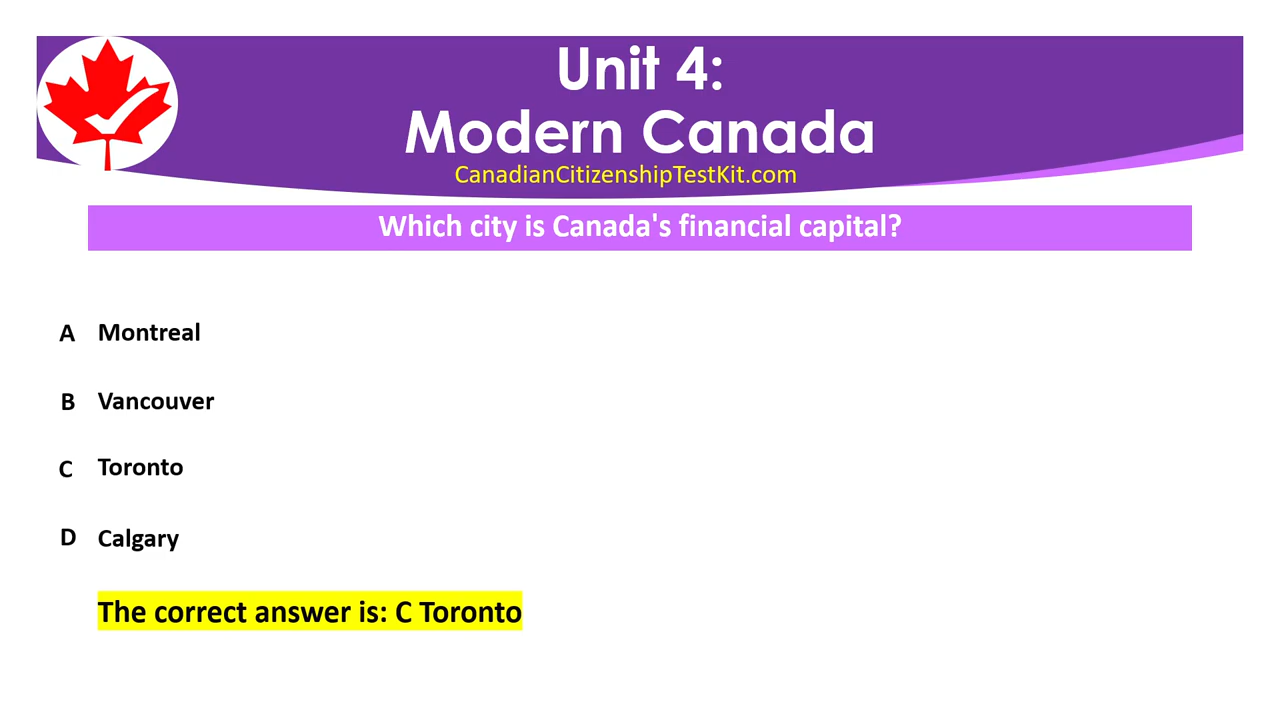 Unit 4:
Modern Canada
CanadianCitizenshipTestKit.com
Which city is Canada's financial capital?
A Montreal
B Vancouver
C Toronto
D Calgary
The correct answer is: C Toronto